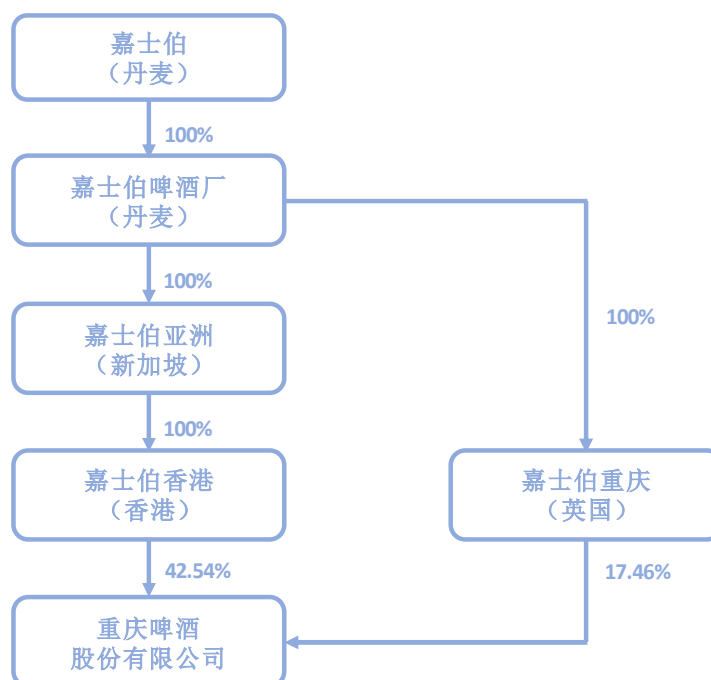 嘉士伯
（丹麦）
100%
嘉士伯啤酒厂
（丹麦）
100%
嘉士伯亚洲
（新加坡）
100%
100%
嘉士伯香港
（香港）
嘉士伯重庆
（英国）
42.54%
17.46%
重庆啤酒
股份有限公司